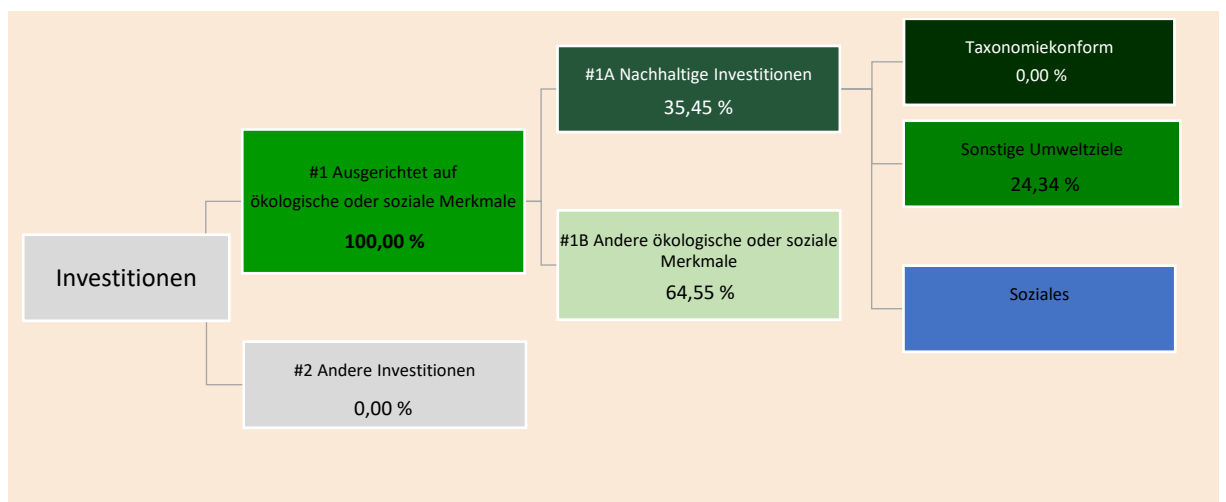 Investitionen
#1 Ausgerichtet auf
ökologische oder soziale Merkmale
100,00 %
#2 Andere Investitionen
0,00 %
#1A Nachhaltige Investitionen
35,45 %
#1B Andere ökologische oder soziale
Merkmale
64,55 %
Taxonomiekonform
0,00 %
Sonstige Umweltziele
24,34 %
Soziales